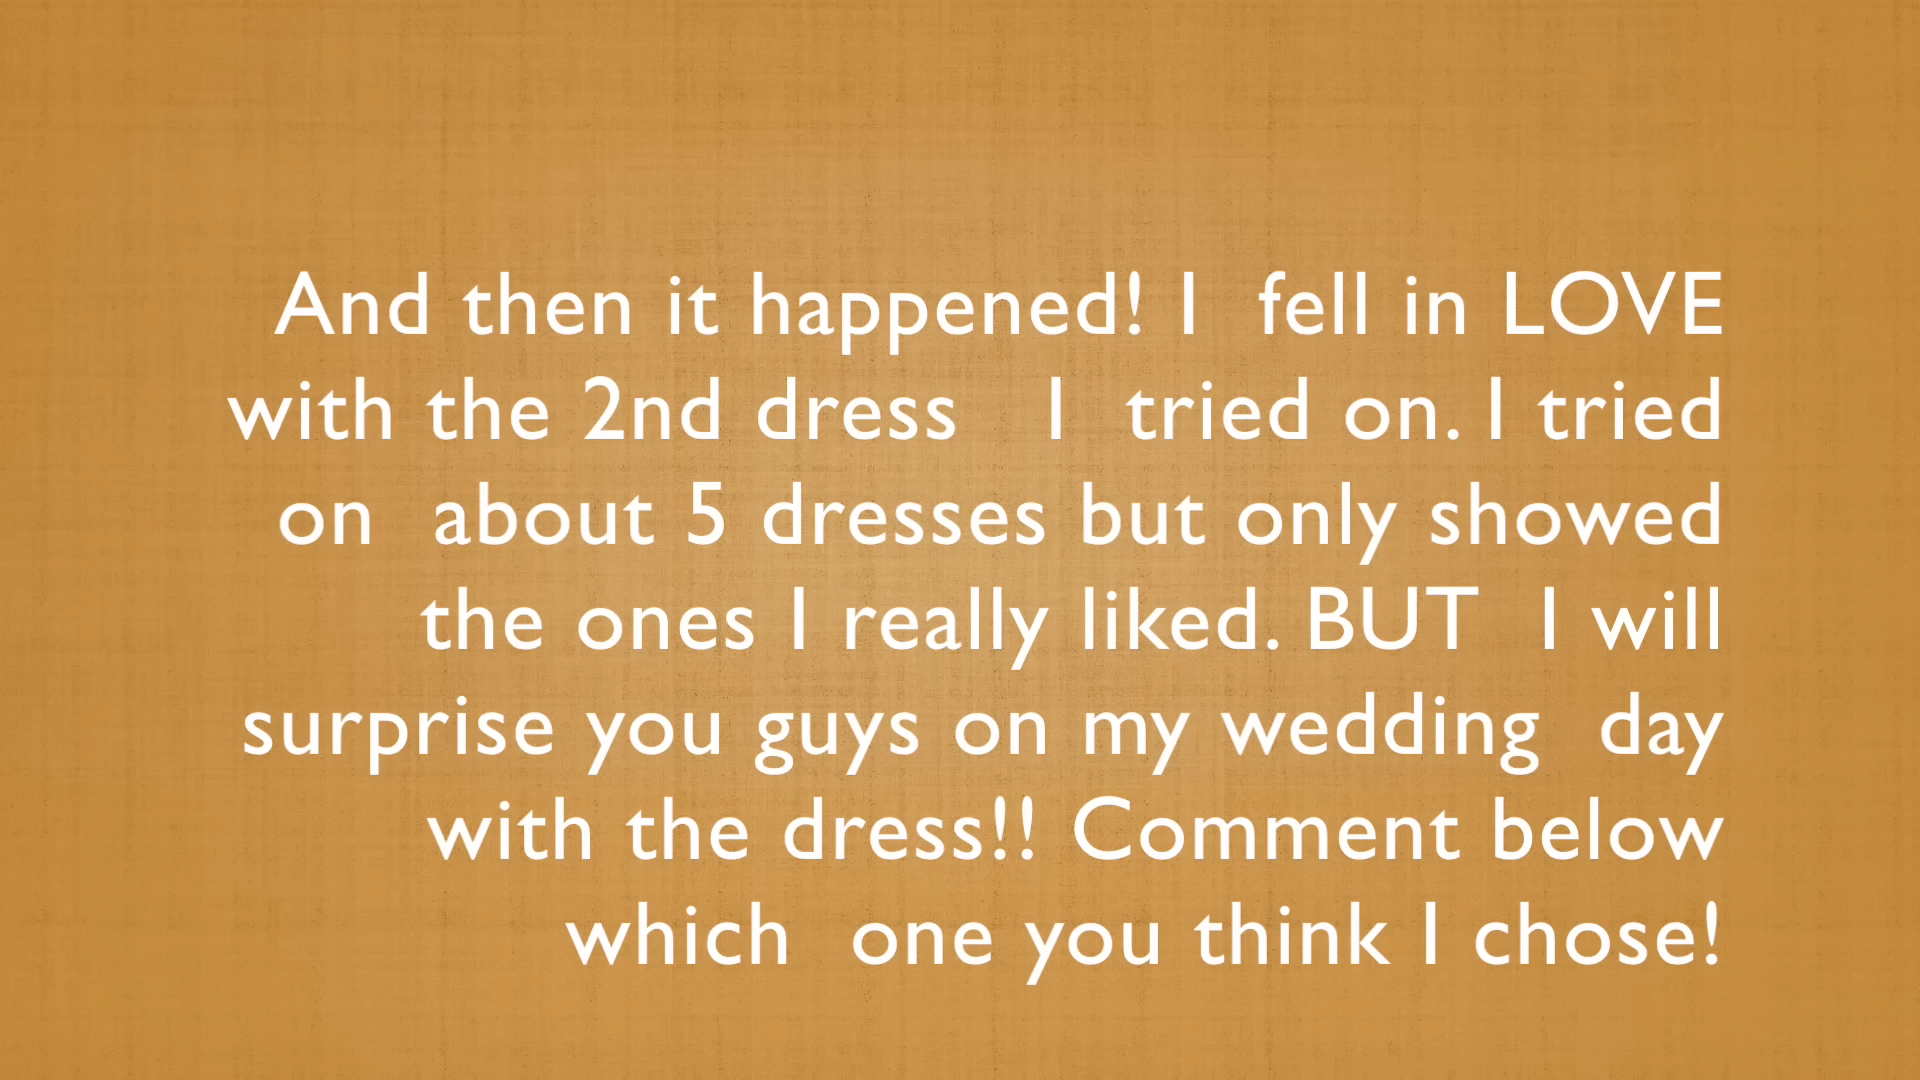 And then it happened! I fell in LOVE
with the 2nd dress I tried on. I tried
on about 5 dresses but only showed
the ones I really liked. BUT I will
surprise you guys on my wedding day
with the dress!! Comment below
which one you think I chose!